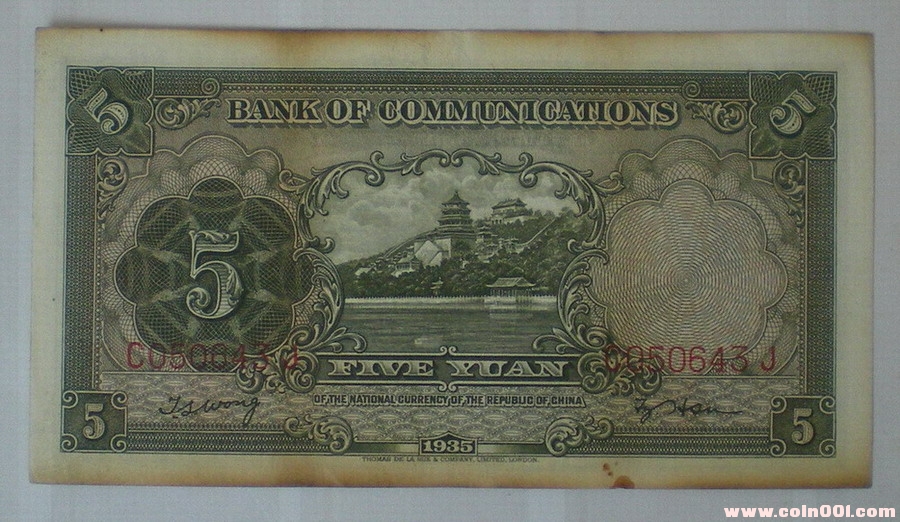 5 5
BANK OF COMMUNICATIONS
5
C050643 J C050643 J
FIVE YUAN
OF THE NATIONAL CURRENCY OF THE REPUBLIC OF CHINA
5 5
1935
THOMAS DE LA RUE & COMPANY, LIMITED, LONDON.
www.coln001.com